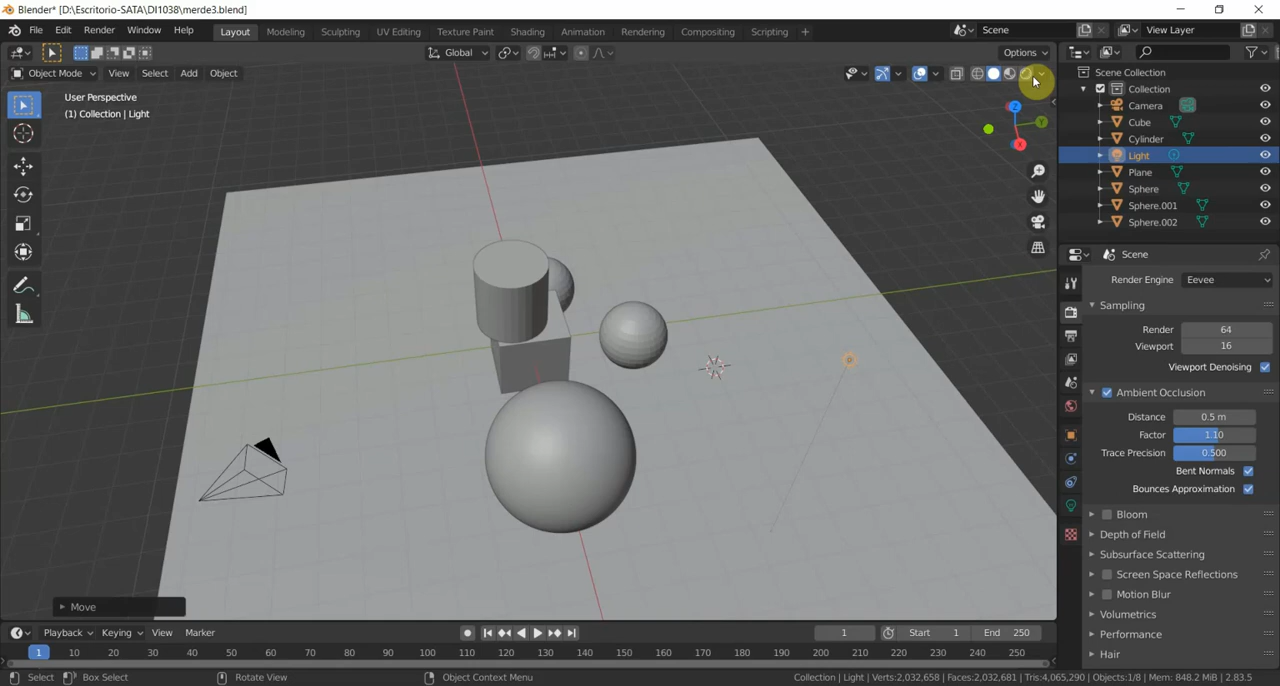 Blender* [D:\Escritorio-SATA\DI1038\merde3.blend]
File Edit Render Window Help Layout Modeling Sculpting UV Editing Texture Paint Shading Animation Rendering Compositing Scripting + Scene View Layer
Global Options
Object Mode View Select Add Object
User Perspective
(1) Collection | Light
Z
Y
X
Move
Scene Collection
Collection
Camera
Cube
Cylinder
Light
Plane
Sphere
Sphere.001
Sphere.002
Scene
Render Engine Eevee
Sampling
Render 64
Viewport 16
Viewport Denoising
Ambient Occlusion
Distance 0.5 m
Factor 1.10
Trace Precision 0.500
Bent Normals
Bounces Approximation
Bloom
Depth of Field
Subsurface Scattering
Screen Space Reflections
Motion Blur
Volumetrics
Performance
Hair
Playback Keying View Marker 1 Start 1 End 250
1 10 20 30 40 50 60 70 80 90 100 110 120 130 140 150 160 170 180 190 200 210 220 230 240 250
Select Box Select Rotate View Object Context Menu Collection | Light | Verts:2,032,658 | Faces:2,032,681 | Tris:4,065,290 | Objects:1/8 | Mem: 848.2 MiB | 2.83.5